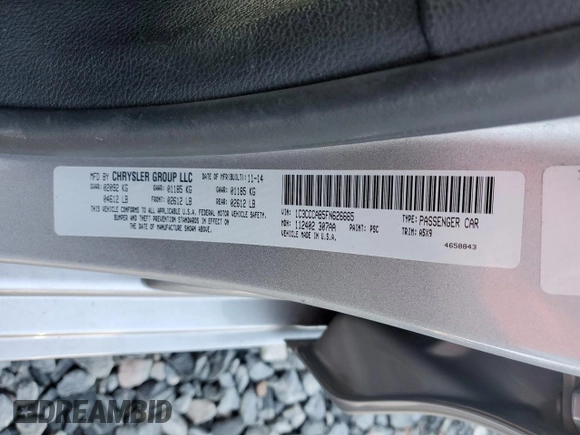 MFD BY CHRYSLER GROUP LLC DATE OF MFR(BUILT): 11-14
GVWR: 02092 KG GAWR 01185 KG GAWR 01185 KG
04612 LB FRONT: 02612 LB REAR: 02612 LB
THIS VEHICLE CONFORMS TO ALL APPLICABLE FEDERAL MOTOR VEHICLE SAFETY,
BUMPER AND THEFT PREVENTION STANDARDS IN EFFECT ON
THE DATE OF MANUFACTURE SHOWN ABOVE.
VIN: 1C3CCCAB5FN626685 TYPE: PASSENGER CAR
MDH: 112402 307AA PAINT: PSC TRIM: A5X9
VEHICLE MADE IN U.S.A.
4658843
DREAMBID